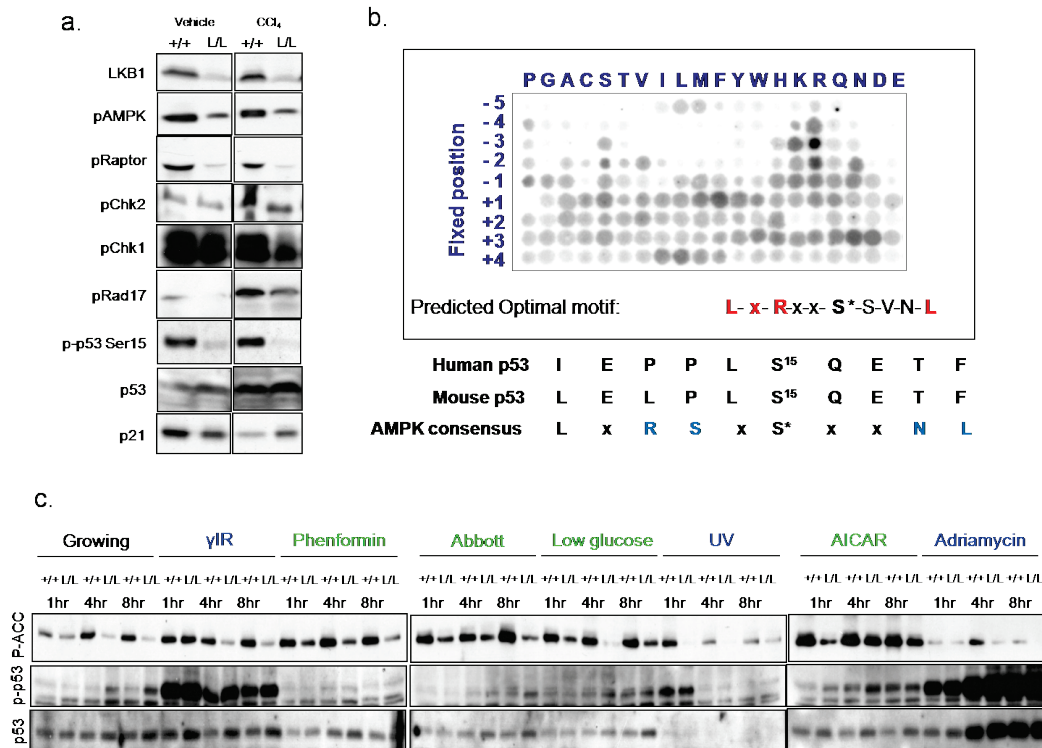 a.
Vehicle CCl₄
+/+ L/L +/+ L/L
LKB1
pAMPK
pRaptor
pChk2
pChk1
pRad17
p-p53 Ser15
p53
p21
b.
P G A C S T V I L M F Y W H K R Q N D E
Fixed position
- 5
- 4
- 3
- 2
- 1
+1
+2
+3
+4
Predicted Optimal motif: L- x- R-x-x- S*-S-V-N-L
Human p53 I E P P L S¹⁵ Q E T F
Mouse p53 L E L P L S¹⁵ Q E T F
AMPK consensus L x R S x S* x x N L
c.
Growing γIR Phenformin Abbott Low glucose UV AICAR Adriamycin
+/+ L/L +/+ L/L +/+ L/L +/+ L/L +/+ L/L +/+ L/L +/+ L/L +/+ L/L +/+ L/L +/+ L/L +/+ L/L +/+ L/L +/+ L/L +/+ L/L +/+ L/L +/+ L/L +/+ L/L +/+ L/L +/+ L/L +/+ L/L +/+ L/L +/+ L/L +/+ L/L +/+ L/L
1hr 4hr 8hr 1hr 4hr 8hr 1hr 4hr 8hr 1hr 4hr 8hr 1hr 4hr 8hr 1hr 4hr 8hr 1hr 4hr 8hr 1hr 4hr 8hr
P-ACC
p-p53
p53